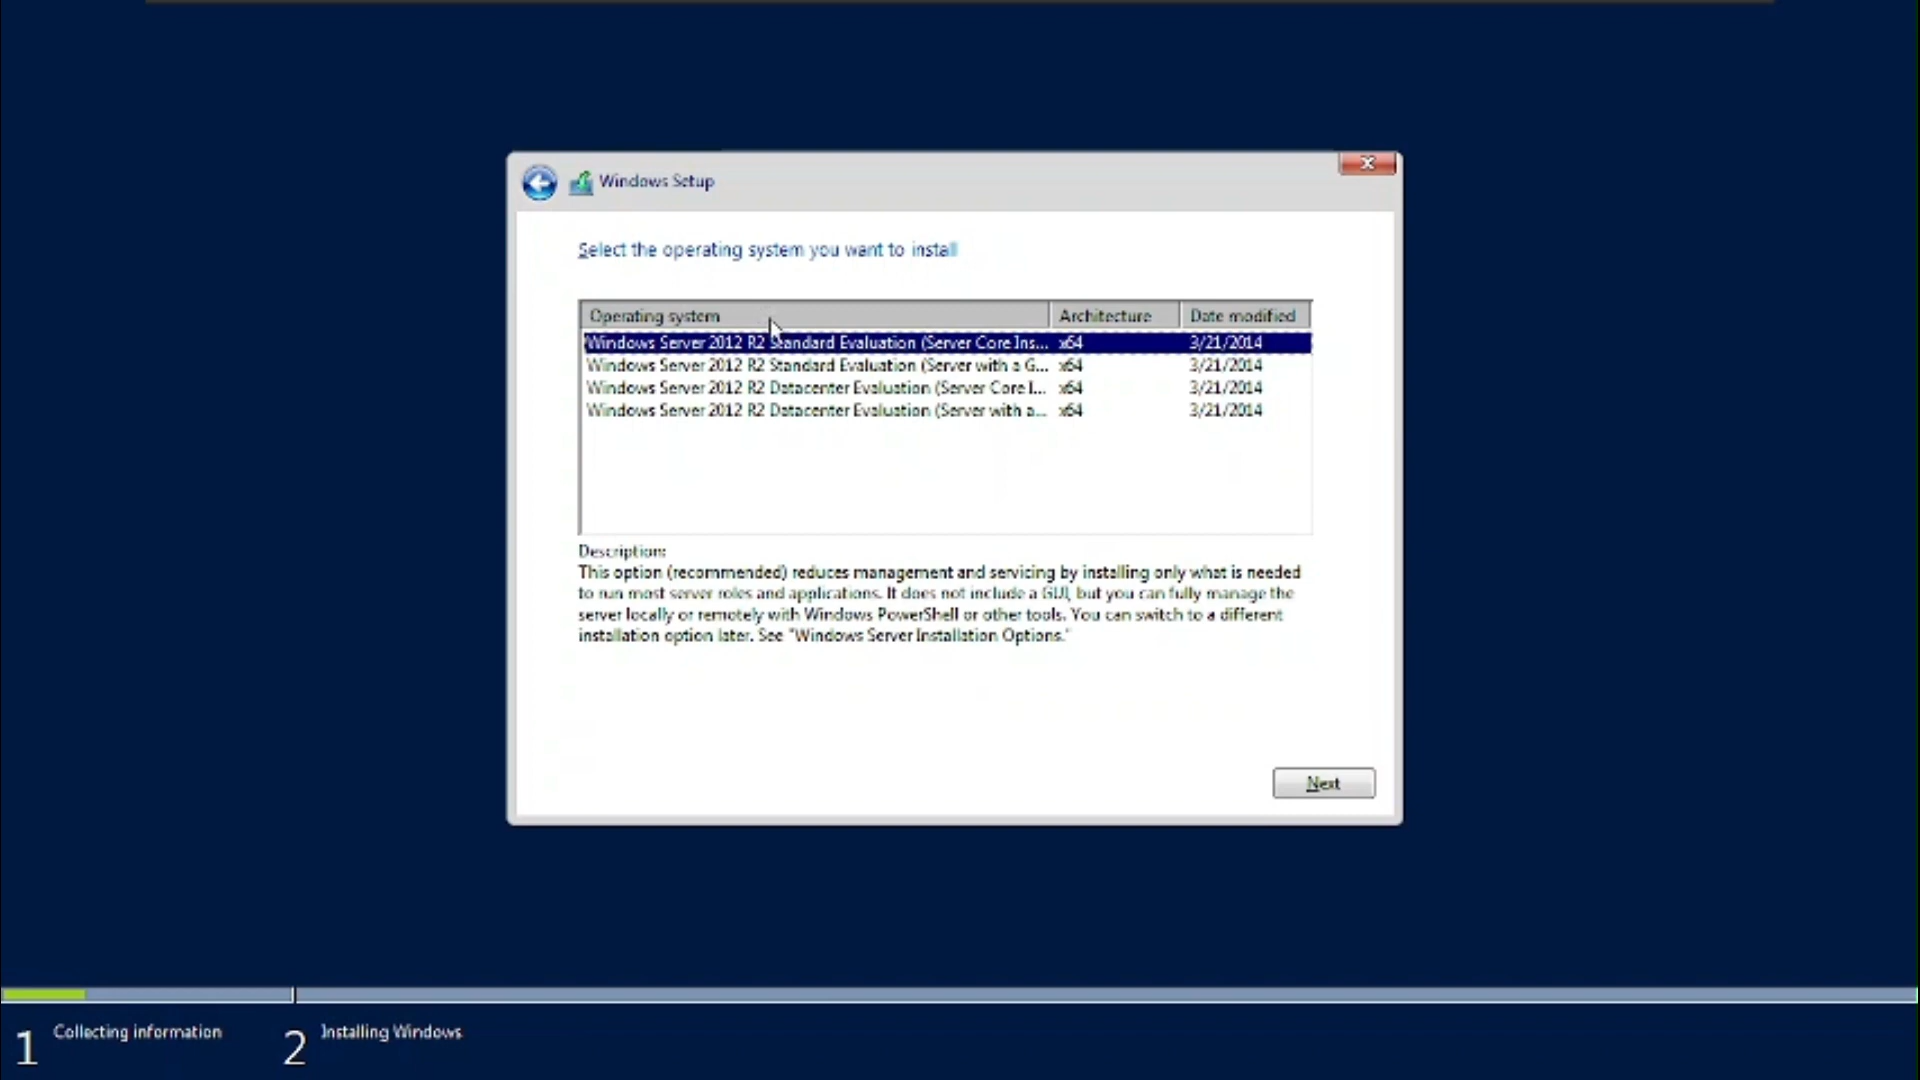 Windows Setup
Select the operating system you want to install
Operating system Architecture Date modified
Windows Server 2012 R2 Standard Evaluation (Server Core Ins... x64 3/21/2014
Windows Server 2012 R2 Standard Evaluation (Server with a G... x64 3/21/2014
Windows Server 2012 R2 Datacenter Evaluation (Server Core I... x64 3/21/2014
Windows Server 2012 R2 Datacenter Evaluation (Server with a... x64 3/21/2014
Description:
This option (recommended) reduces management and servicing by installing only what is needed
to run most server roles and applications. It does not include a GUI, but you can fully manage the
server locally or remotely with Windows PowerShell or other tools. You can switch to a different
installation option later. See "Windows Server Installation Options."
Next
1 Collecting information 2 Installing Windows